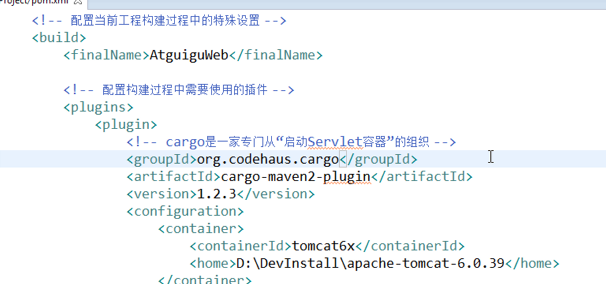 Project/pom.xml
<!-- 配置当前工程构建过程中的特殊设置 -->
<build>
<finalName>AtguiguWeb</finalName>
<!-- 配置构建过程中需要使用的插件 -->
<plugins>
<plugin>
<!-- cargo是一家专门从“启动Servlet容器”的组织 -->
<groupId>org.codehaus.cargo</groupId>
<artifactId>cargo-maven2-plugin</artifactId>
<version>1.2.3</version>
<configuration>
<container>
<containerId>tomcat6x</containerId>
<home>D:\DevInstall\apache-tomcat-6.0.39</home>
</container>